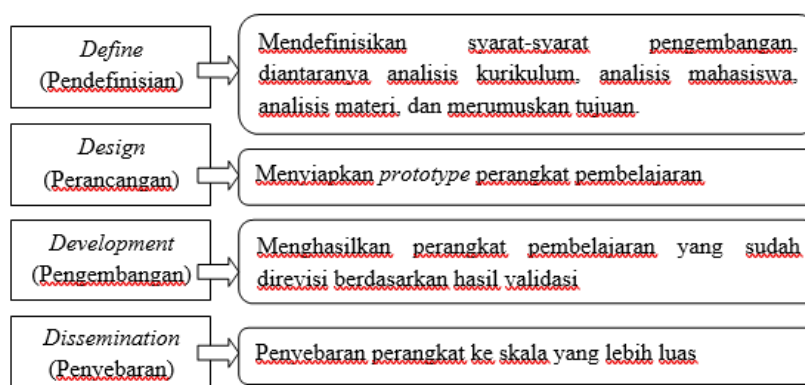 Define
(Pendefinisian)
Mendefinisikan syarat-syarat pengembangan,
diantaranya analisis kurikulum, analisis mahasiswa,
analisis materi, dan merumuskan tujuan.
Design
(Perancangan)
Menyiapkan prototype perangkat pembelajaran
Development
(Pengembangan)
Menghasilkan perangkat pembelajaran yang sudah
direvisi berdasarkan hasil validasi
Dissemination
(Penyebaran)
Penyebaran perangkat ke skala yang lebih luas